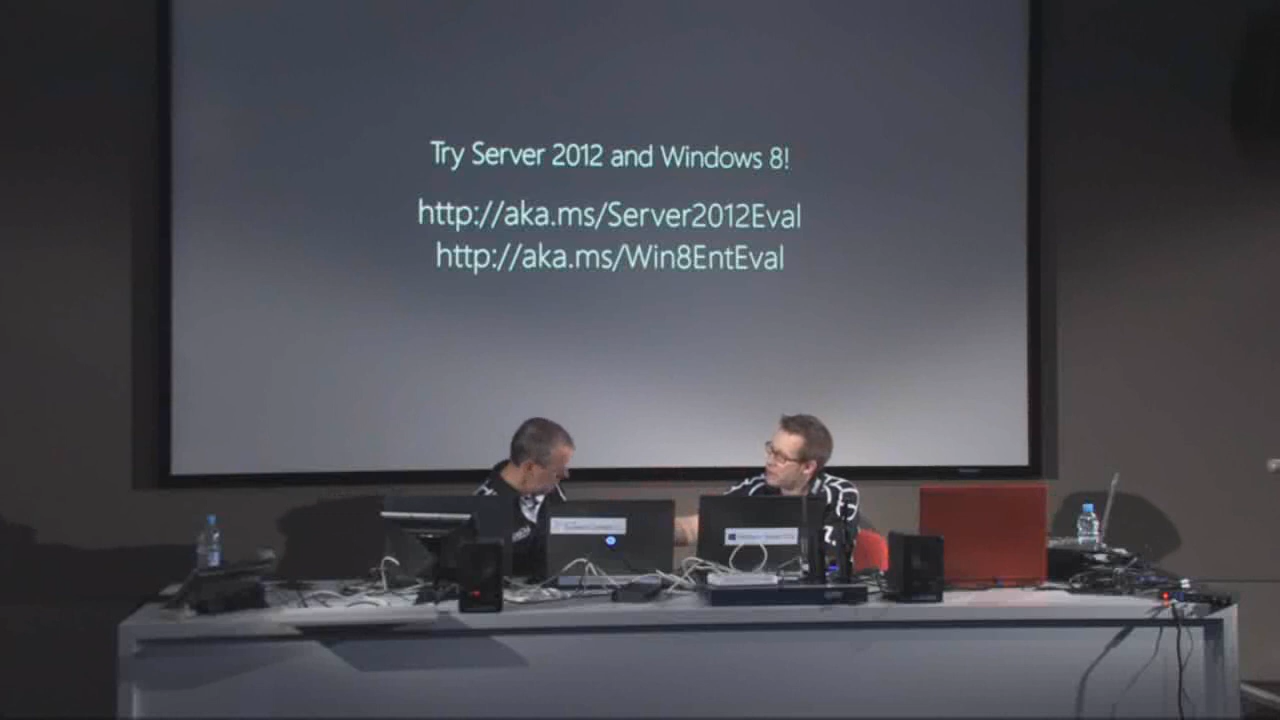 Try Server 2012 and Windows 8!
http://aka.ms/Server2012Eval
http://aka.ms/Win8EntEval